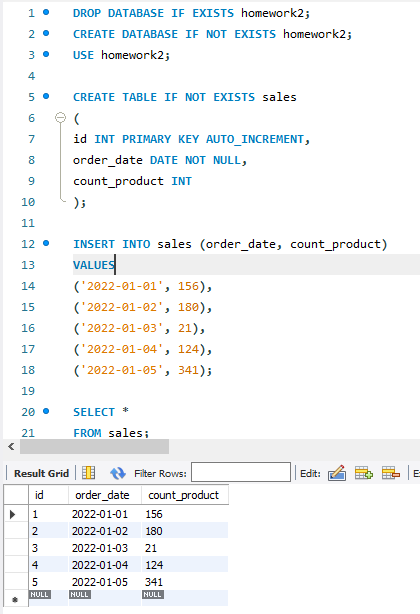 1 DROP DATABASE IF EXISTS homework2;
2 CREATE DATABASE IF NOT EXISTS homework2;
3 USE homework2;
4
5 CREATE TABLE IF NOT EXISTS sales
6 (
7 id INT PRIMARY KEY AUTO_INCREMENT,
8 order_date DATE NOT NULL,
9 count_product INT
10 );
11
12 INSERT INTO sales (order_date, count_product)
13 VALUES
14 ('2022-01-01', 156),
15 ('2022-01-02', 180),
16 ('2022-01-03', 21),
17 ('2022-01-04', 124),
18 ('2022-01-05', 341);
19
20 SELECT *
21 FROM sales;
Result Grid Filter Rows: Edit:
id order_date count_product
1 2022-01-01 156
2 2022-01-02 180
3 2022-01-03 21
4 2022-01-04 124
5 2022-01-05 341
NULL NULL NULL